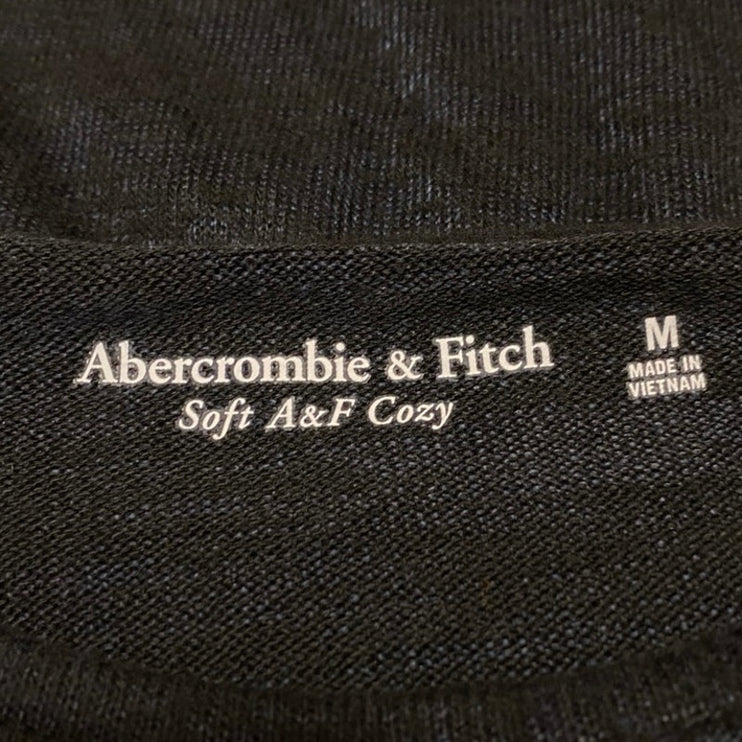 Abercrombie & Fitch
Soft A&F Cozy
M
MADE IN
VIETNAM